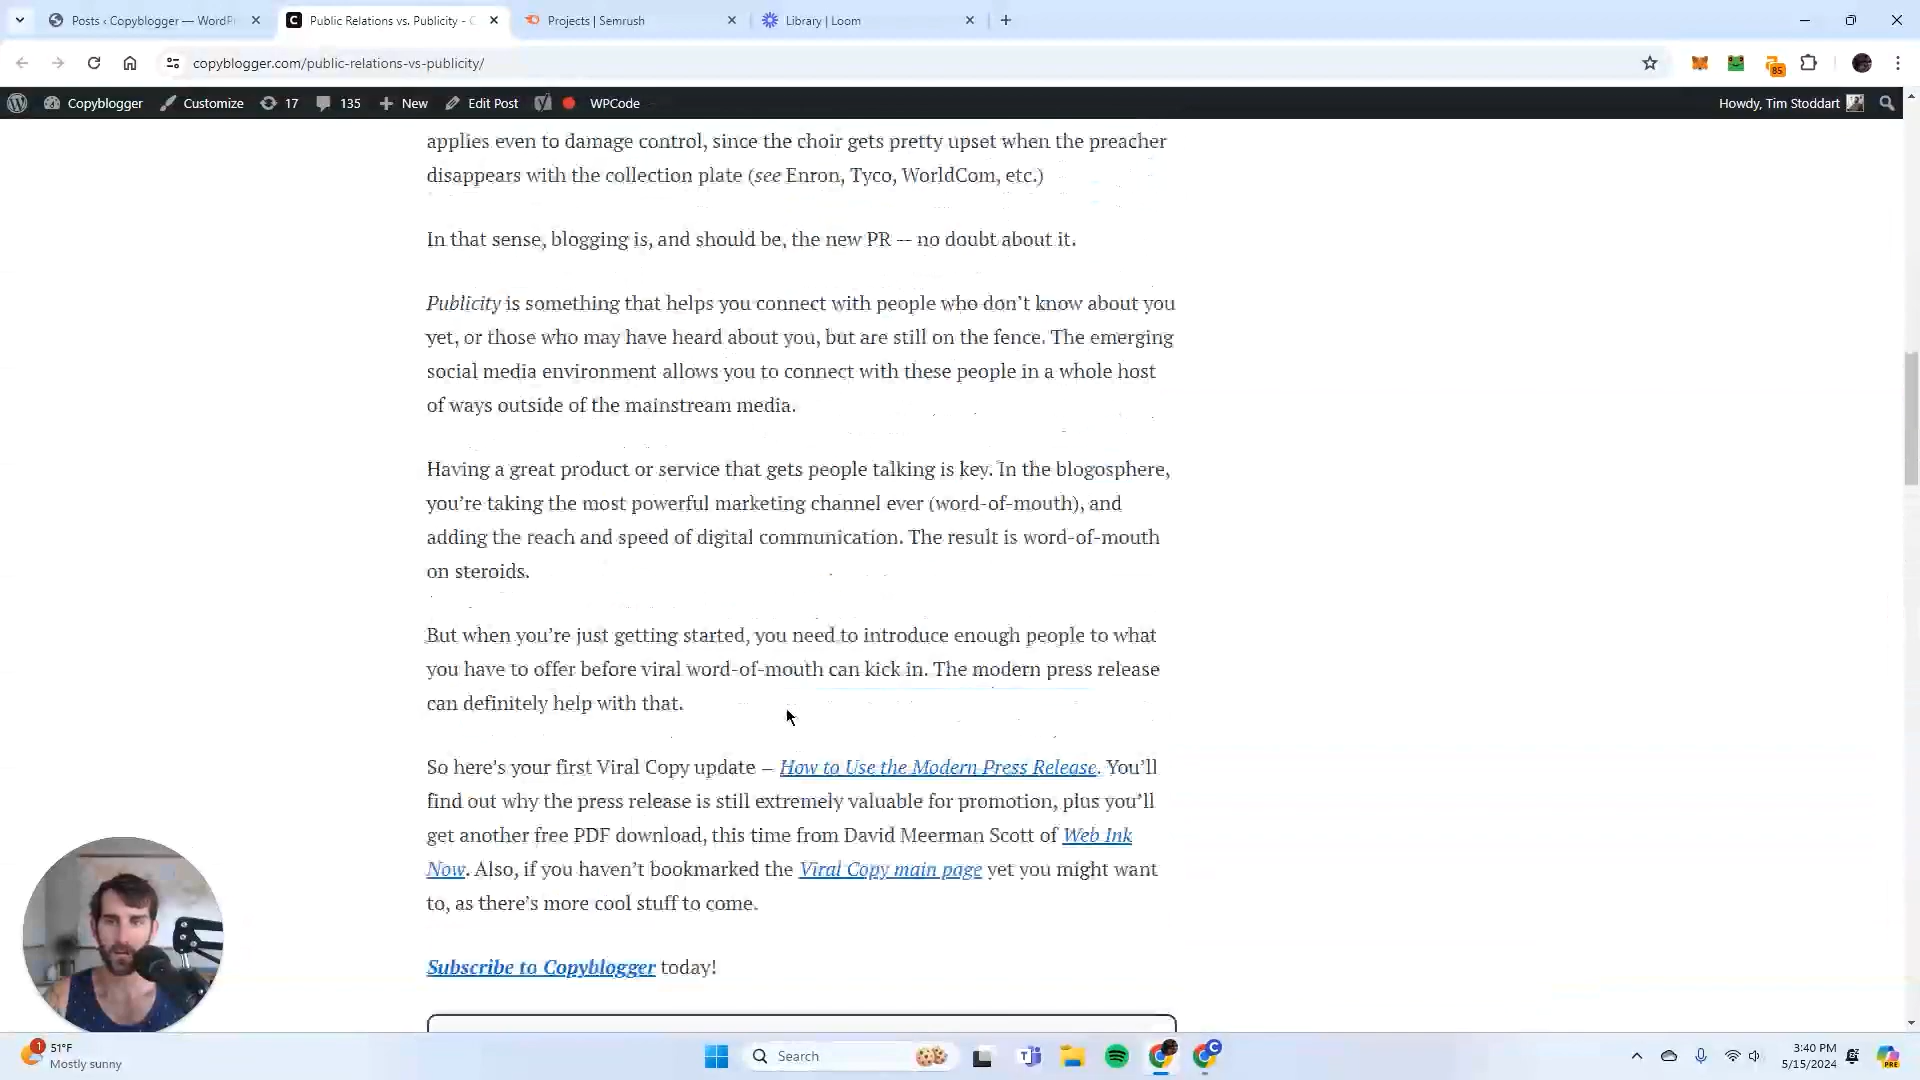 Posts ‹ Copyblogger — WordPr
Public Relations vs. Publicity - C
Projects | Semrush
Library | Loom
copyblogger.com/public-relations-vs-publicity/
85
Copyblogger
Customize
17
135
New
Edit Post
WPCode
Howdy, Tim Stoddart
applies even to damage control, since the choir gets pretty upset when the preacher
disappears with the collection plate (see Enron, Tyco, WorldCom, etc.)
In that sense, blogging is, and should be, the new PR — no doubt about it.
Publicity is something that helps you connect with people who don’t know about you
yet, or those who may have heard about you, but are still on the fence. The emerging
social media environment allows you to connect with these people in a whole host
of ways outside of the mainstream media.
Having a great product or service that gets people talking is key. In the blogosphere,
you’re taking the most powerful marketing channel ever (word-of-mouth), and
adding the reach and speed of digital communication. The result is word-of-mouth
on steroids.
But when you’re just getting started, you need to introduce enough people to what
you have to offer before viral word-of-mouth can kick in. The modern press release
can definitely help with that.
So here’s your first Viral Copy update – How to Use the Modern Press Release. You’ll
find out why the press release is still extremely valuable for promotion, plus you’ll
get another free PDF download, this time from David Meerman Scott of Web Ink
Now. Also, if you haven’t bookmarked the Viral Copy main page yet you might want
to, as there’s more cool stuff to come.
Subscribe to Copyblogger today!
1
51°F
Mostly sunny
Search
3:40 PM
5/15/2024
PRE